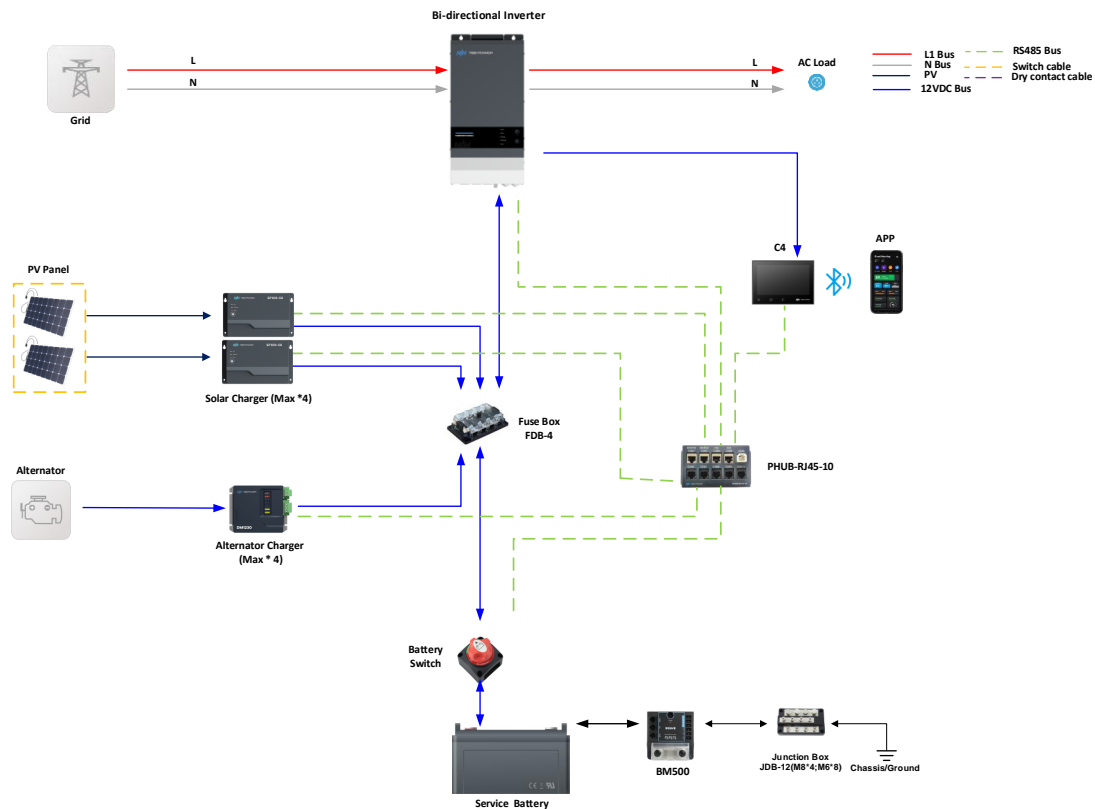 Bi-directional Inverter
L
N
L
N
AC Load
L1 Bus
N Bus
PV
12VDC Bus
RS485 Bus
Switch cable
Dry contact cable
Grid
C4
APP
PV Panel
Solar Charger (Max *4)
Fuse Box
FDB-4
PHUB-RJ45-10
Alternator
Alternator Charger
(Max * 4)
Battery
Switch
BM500
Junction Box
JDB-12(M8*4;M6*8)
Chassis/Ground
Service Battery